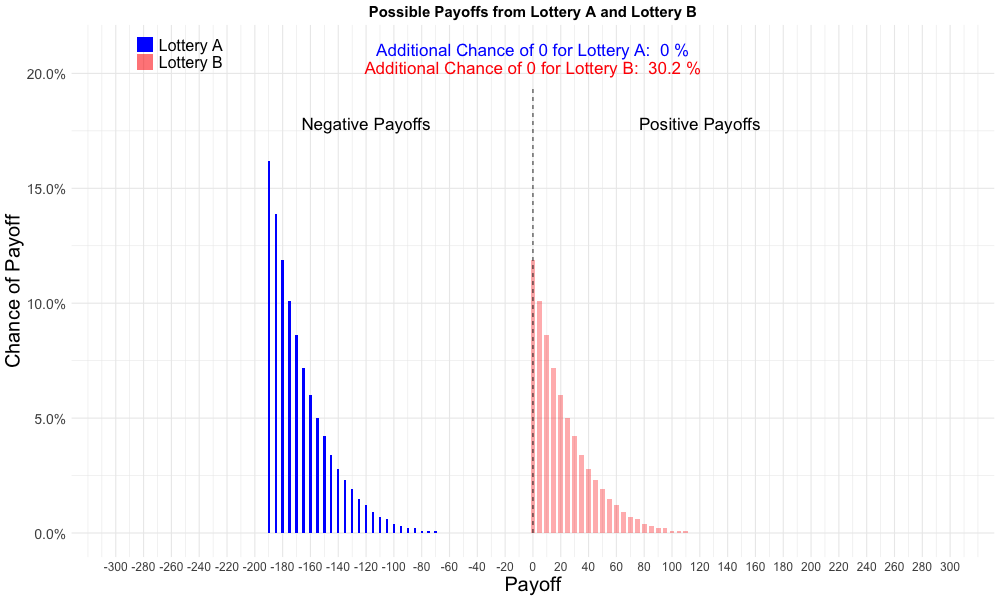 Possible Payoffs from Lottery A and Lottery B
Lottery A
Lottery B
Additional Chance of 0 for Lottery A:  0 %
Additional Chance of 0 for Lottery B:  30.2 %
Negative Payoffs
Positive Payoffs
Chance of Payoff
20.0%
15.0%
10.0%
5.0%
0.0%
-300 -280 -260 -240 -220 -200 -180 -160 -140 -120 -100 -80 -60 -40 -20 0 20 40 60 80 100 120 140 160 180 200 220 240 260 280 300
Payoff